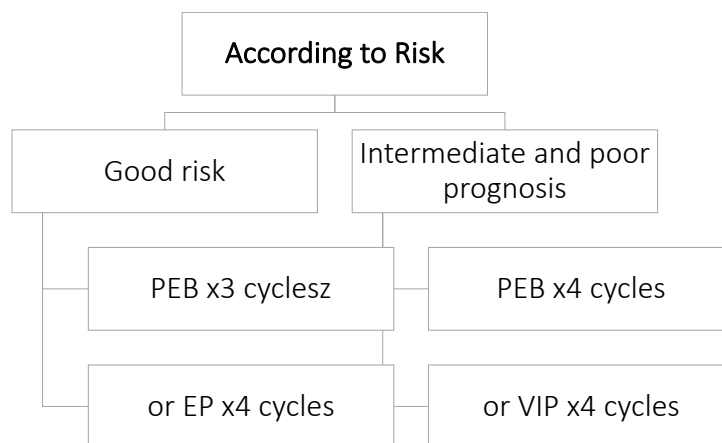 According to Risk
Good risk
Intermediate and poor
prognosis
PEB x3 cyclesz
PEB x4 cycles
or EP x4 cycles
or VIP x4 cycles